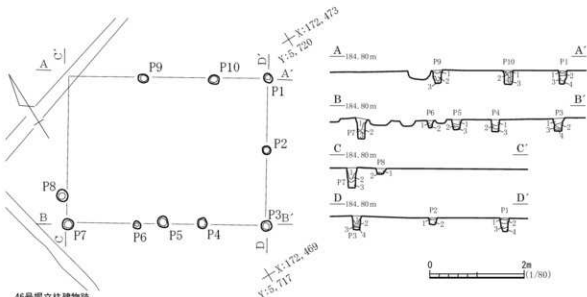 X:172,473
Y:5,720
A
C'
P9
P10
D'
A'
P1
P2
P8
B
P7
C
P6
P5
P4
P3
B'
D
X:172,469
Y:5,717
A
184.80m
P9
P10
P1
A'
B
184.80m
P7
P6
P5
P4
P3
B'
C
184.80m
P8
P7
C'
D
184.80m
P3
P2
P1
D'
0
2m
(1/80)
46号掘立柱建物跡